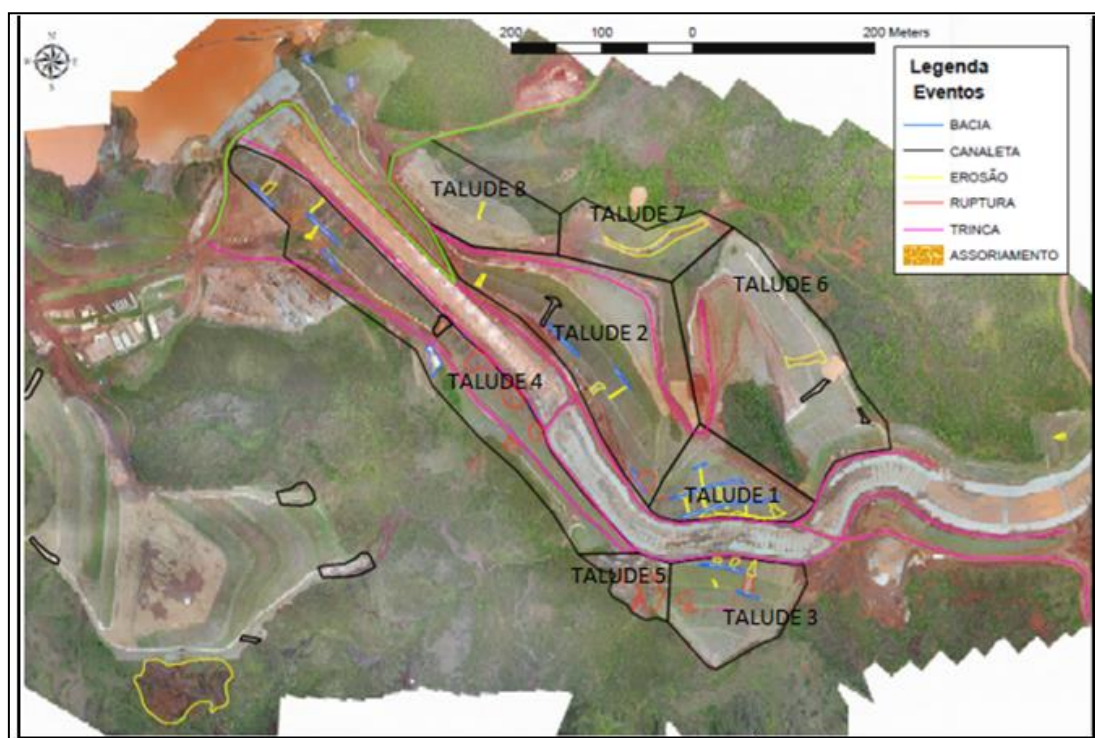 200 100 0 200 Meters
N
W E
S
Legenda
Eventos
BACIA
CANALETA
EROSÃO
RUPTURA
TRINCA
ASSORIAMENTO
TALUDE 8
TALUDE 7
TALUDE 6
TALUDE 2
TALUDE 4
TALUDE 1
TALUDE 5
TALUDE 3